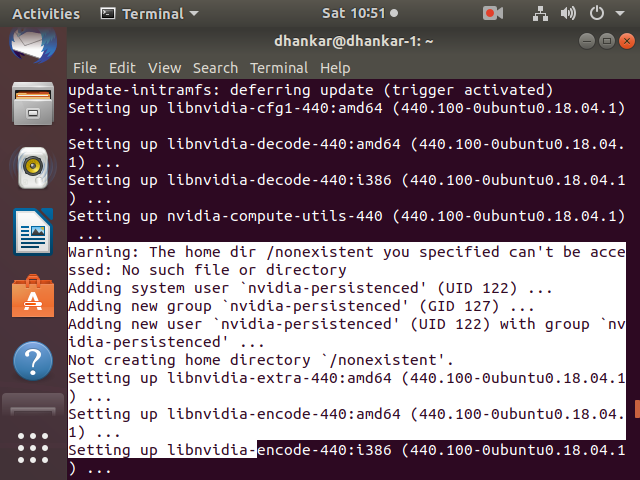 Activities Terminal Sat 10:51
dhankar@dhankar-1: ~
File Edit View Search Terminal Help
update-initramfs: deferring update (trigger activated)
Setting up libnvidia-cfg1-440:amd64 (440.100-0ubuntu0.18.04.1)
 ...
Setting up libnvidia-decode-440:amd64 (440.100-0ubuntu0.18.04.
1) ...
Setting up libnvidia-decode-440:i386 (440.100-0ubuntu0.18.04.1
) ...
Setting up nvidia-compute-utils-440 (440.100-0ubuntu0.18.04.1)
 ...
Warning: The home dir /nonexistent you specified can't be acce
ssed: No such file or directory
Adding system user `nvidia-persistenced' (UID 122) ...
Adding new group `nvidia-persistenced' (GID 127) ...
Adding new user `nvidia-persistenced' (UID 122) with group `nv
idia-persistenced' ...
Not creating home directory `/nonexistent'.
Setting up libnvidia-extra-440:amd64 (440.100-0ubuntu0.18.04.1
) ...
Setting up libnvidia-encode-440:amd64 (440.100-0ubuntu0.18.04.
1) ...
Setting up libnvidia-encode-440:i386 (440.100-0ubuntu0.18.04.1
) ...